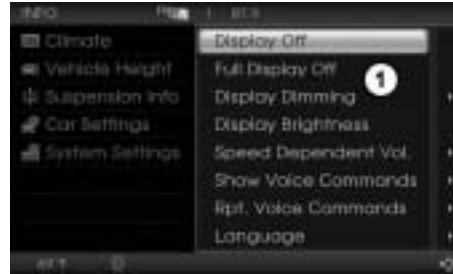 INFO
Climate
Vehicle Height
Suspension Info
Car Settings
System Settings
Display Off
Full Display Off
1
Display Dimming
Display Brightness
Speed Dependent Vol.
Show Voice Commands
Rpt. Voice Commands
Language